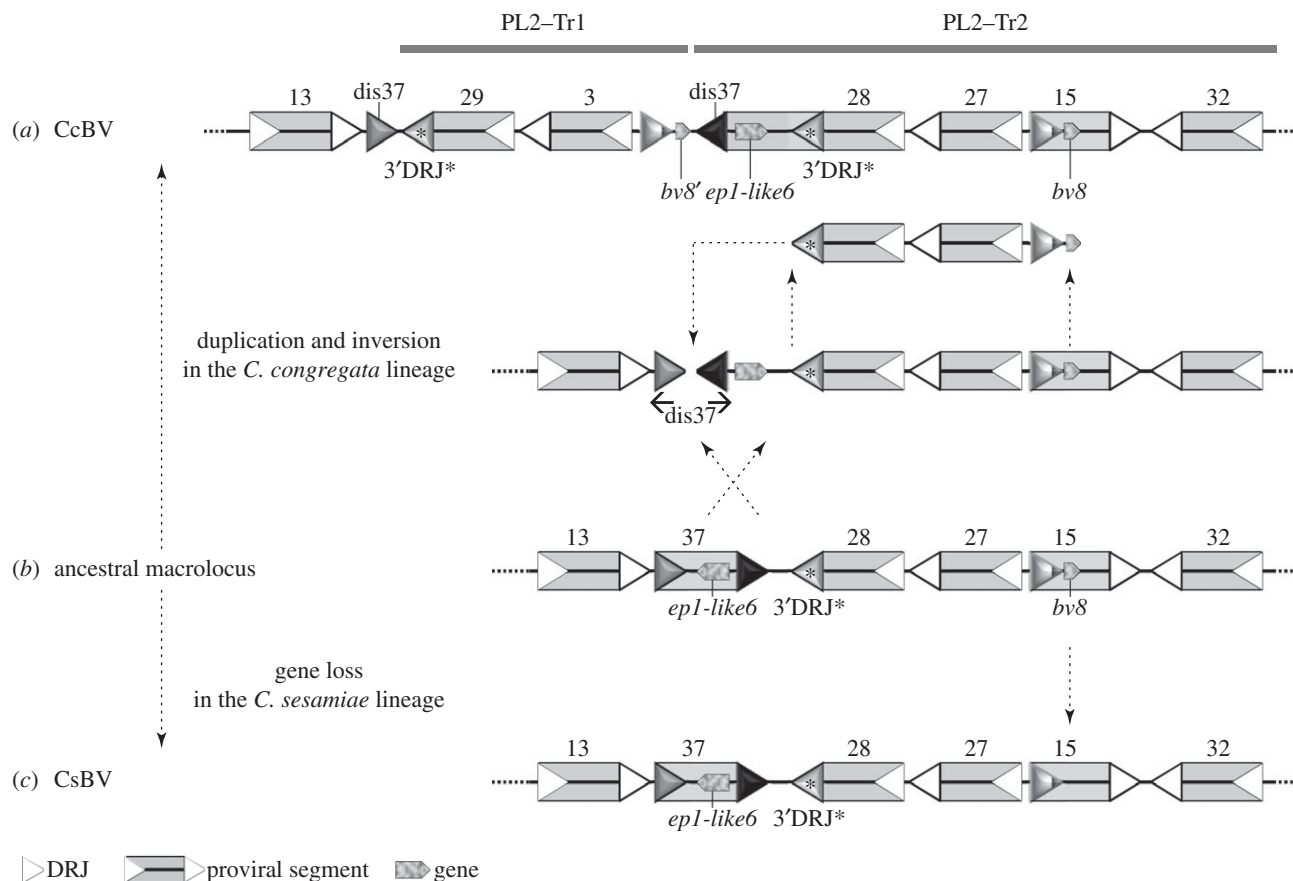 PL2–Tr1 PL2–Tr2
13 dis37 29 3 dis37 28 27 15 32
(a) CcBV * *
3′DRJ* 3′DRJ*
bv8′ ep1-like6 bv8
*
duplication and inversion
in the C. congregata lineage *
dis37
13 37 28 27 15 32
(b) ancestral macrolocus *
ep1-like6 3′DRJ* bv8
gene loss
in the C. sesamiae lineage
13 37 28 27 15 32
(c) CsBV *
ep1-like6 3′DRJ*
DRJ proviral segment gene